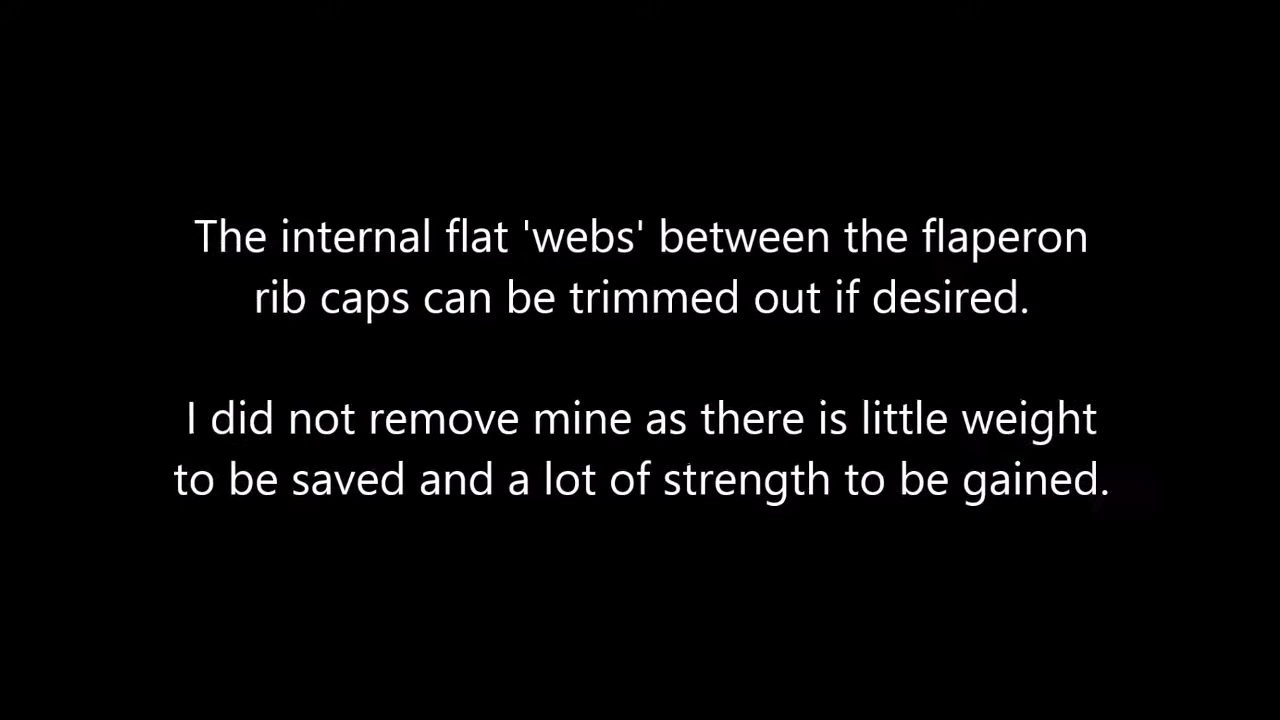 The internal flat 'webs' between the flaperon
rib caps can be trimmed out if desired.
I did not remove mine as there is little weight
to be saved and a lot of strength to be gained.